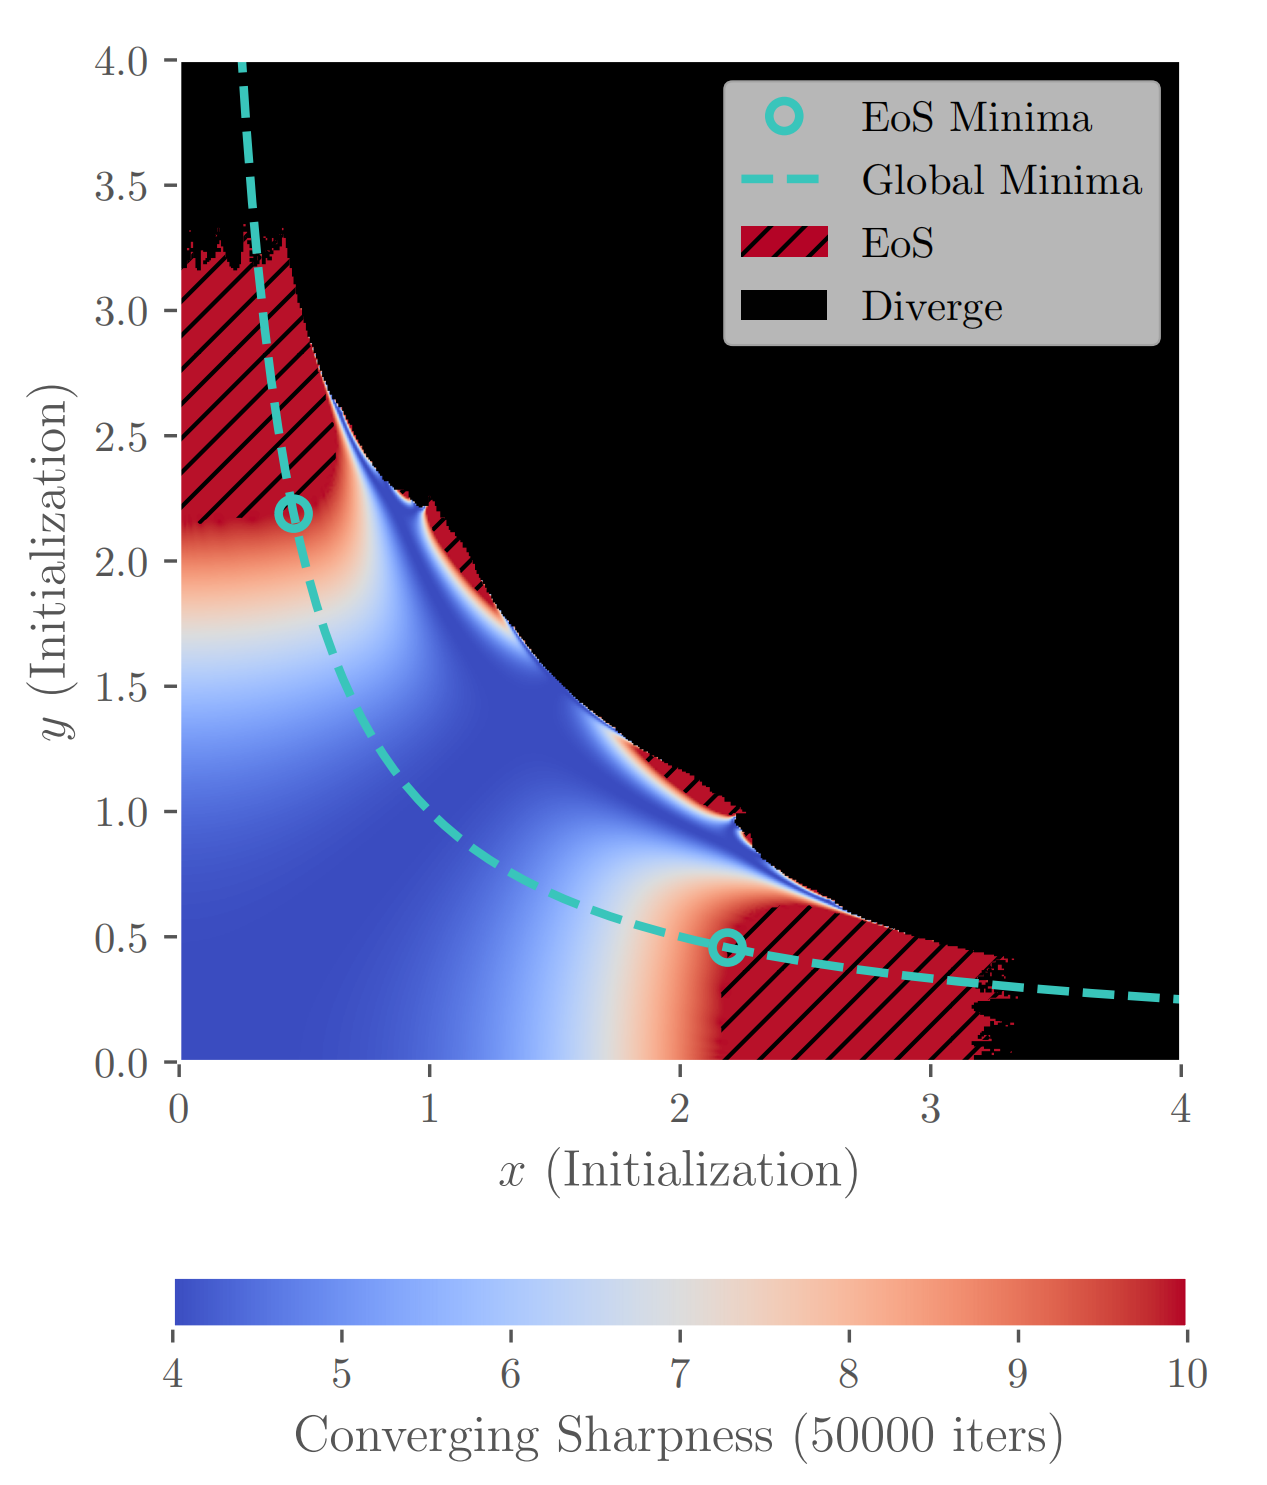 4.0
3.5
3.0
2.5
2.0
1.5
1.0
0.5
0.0
y (Initialization)
EoS Minima
Global Minima
EoS
Diverge
0 1 2 3 4
x (Initialization)
4 5 6 7 8 9 10
Converging Sharpness (50000 iters)